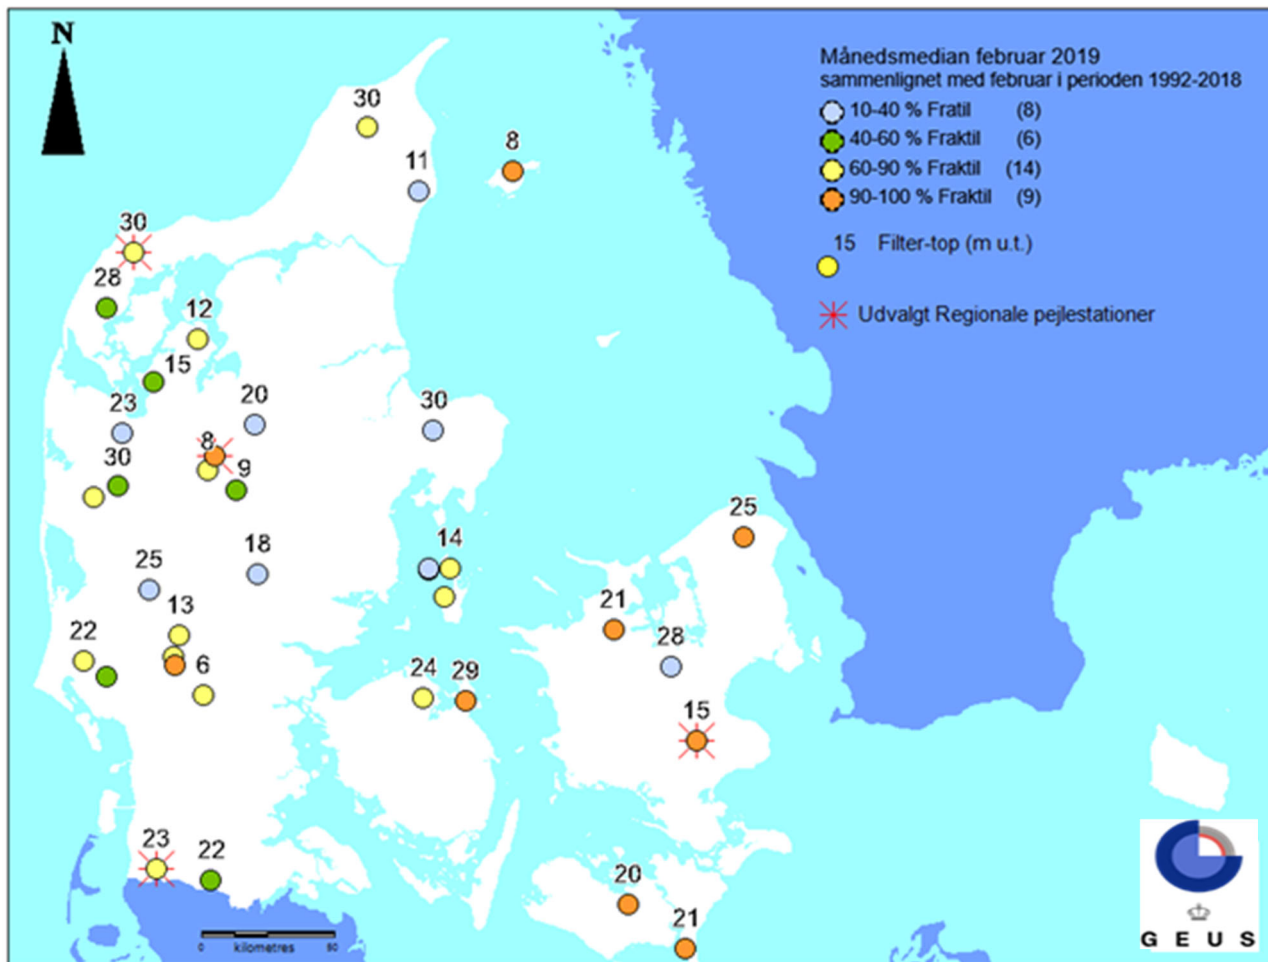 N
Månedsmedian februar 2019
sammenlignet med februar i perioden 1992-2018
10-40 % Fratil (8)
40-60 % Fraktil (6)
60-90 % Fraktil (14)
90-100 % Fraktil (9)
15 Filter-top (m u.t.)
Udvalgt Regionale pejlestationer
30
8
11
30
28
12
15
20
23
30
8
30
9
25
14
18
25
21
13
28
22
6
24
29
15
23
22
20
21
0 kilometres
GEUS